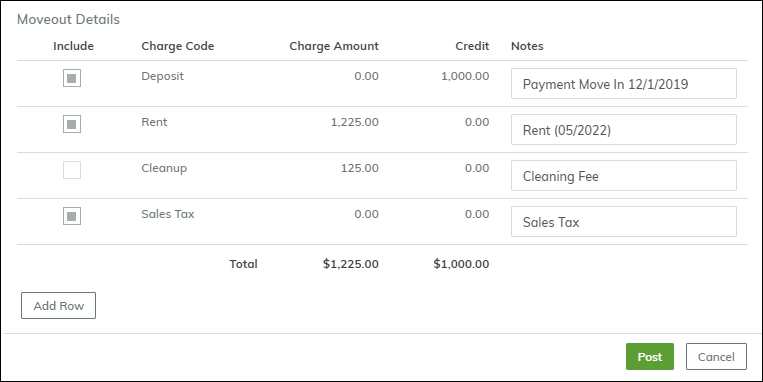 Moveout Details
Include Charge Code Charge Amount Credit Notes
Deposit 0.00 1,000.00 Payment Move In 12/1/2019
Rent 1,225.00 0.00 Rent (05/2022)
Cleanup 125.00 0.00 Cleaning Fee
Sales Tax 0.00 0.00 Sales Tax
Total $1,225.00 $1,000.00
Add Row
Post Cancel